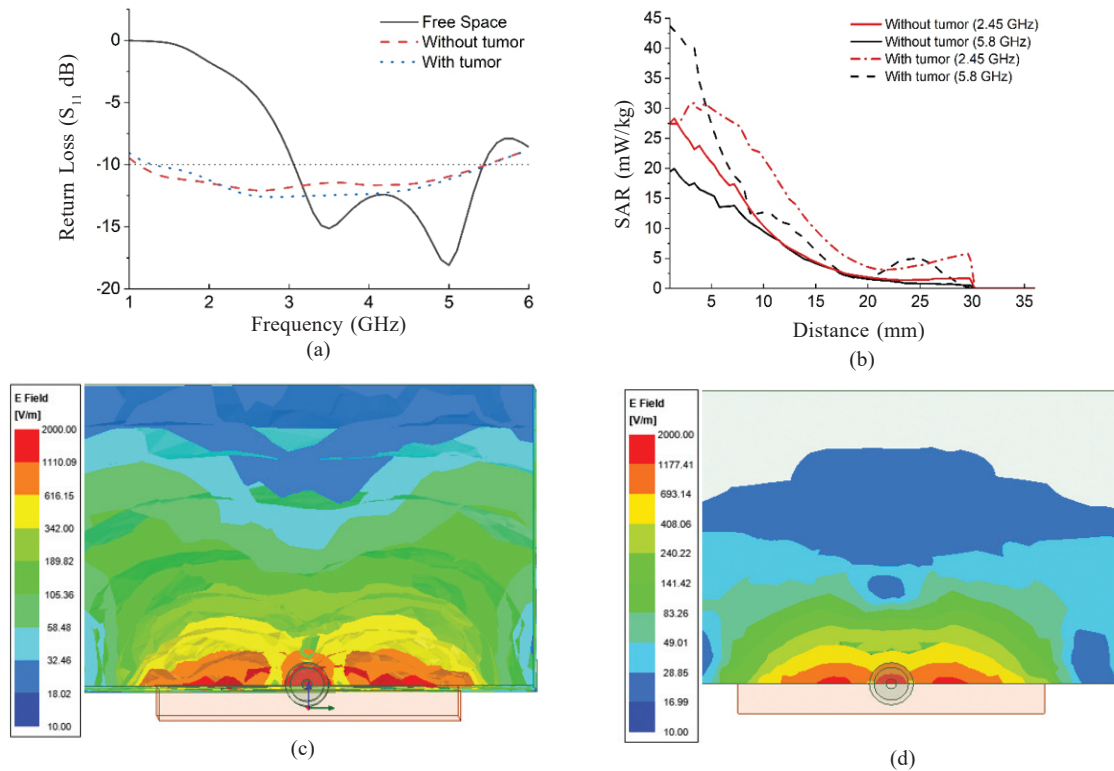 Return Loss (S11 dB)
0
-5
-10
-15
-20
Free Space
Without tumor
With tumor
1 2 3 4 5 6
Frequency (GHz)
(a)
SAR (mW/kg)
45
40
35
30
25
20
15
10
5
0
Without tumor (2.45 GHz)
Without tumor (5.8 GHz)
With tumor (2.45 GHz)
With tumor (5.8 GHz)
5 10 15 20 25 30 35
Distance (mm)
(b)
E Field
[V/m]
2000.00
1110.09
616.15
342.00
189.82
105.36
58.48
32.46
18.02
10.00
(c)
E Field
[V/m]
2000.00
1177.41
693.14
408.06
240.22
141.42
83.26
49.01
28.85
16.99
10.00
(d)